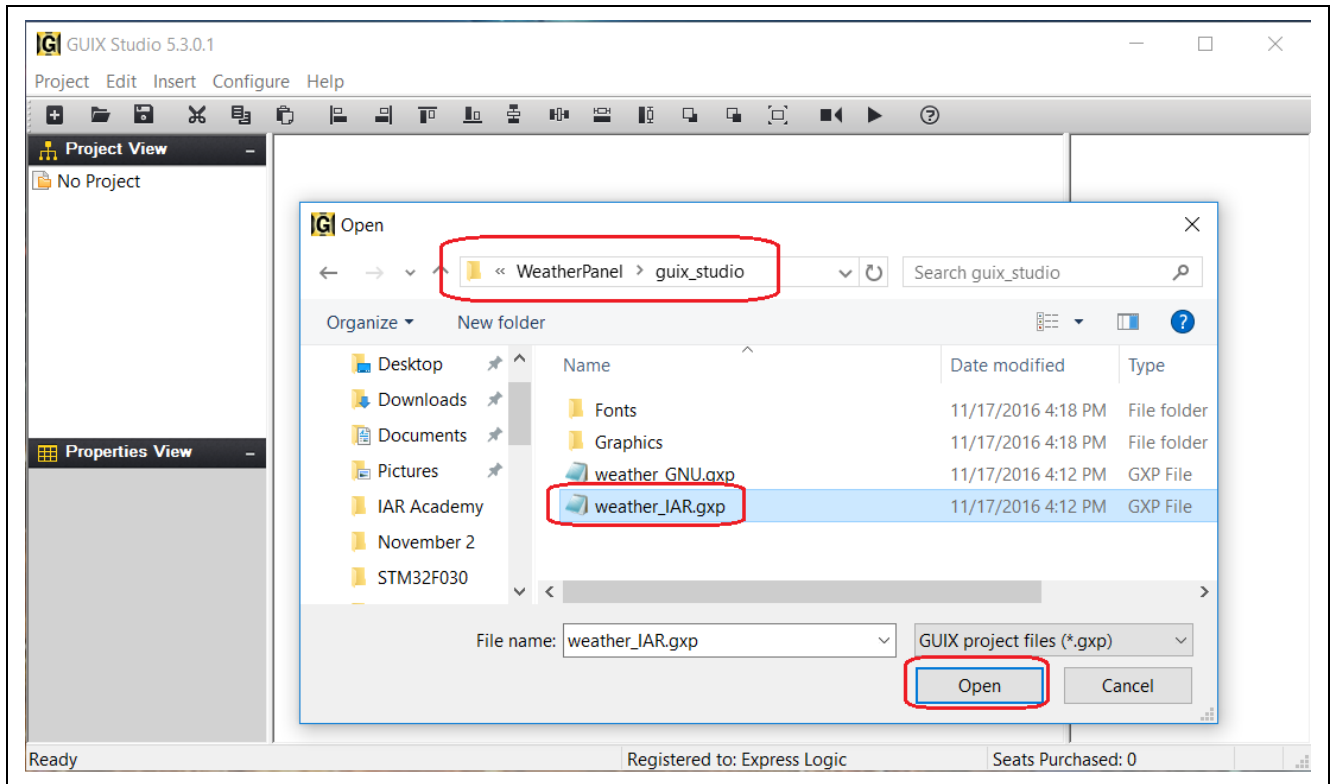 GUIX Studio 5.3.0.1
Project Edit Insert Configure Help
Project View
No Project
Open
« WeatherPanel > guix_studio
Search guix_studio
Organize
New folder
Desktop
Downloads
Documents
Pictures
IAR Academy
November 2
STM32F030
Name Date modified Type
Fonts 11/17/2016 4:18 PM File folder
Graphics 11/17/2016 4:18 PM File folder
weather_GNU.gxp 11/17/2016 4:12 PM GXP File
weather_IAR.gxp 11/17/2016 4:12 PM GXP File
File name: weather_IAR.gxp GUIX project files (*.gxp)
Open Cancel
Properties View
Ready Registered to: Express Logic Seats Purchased: 0